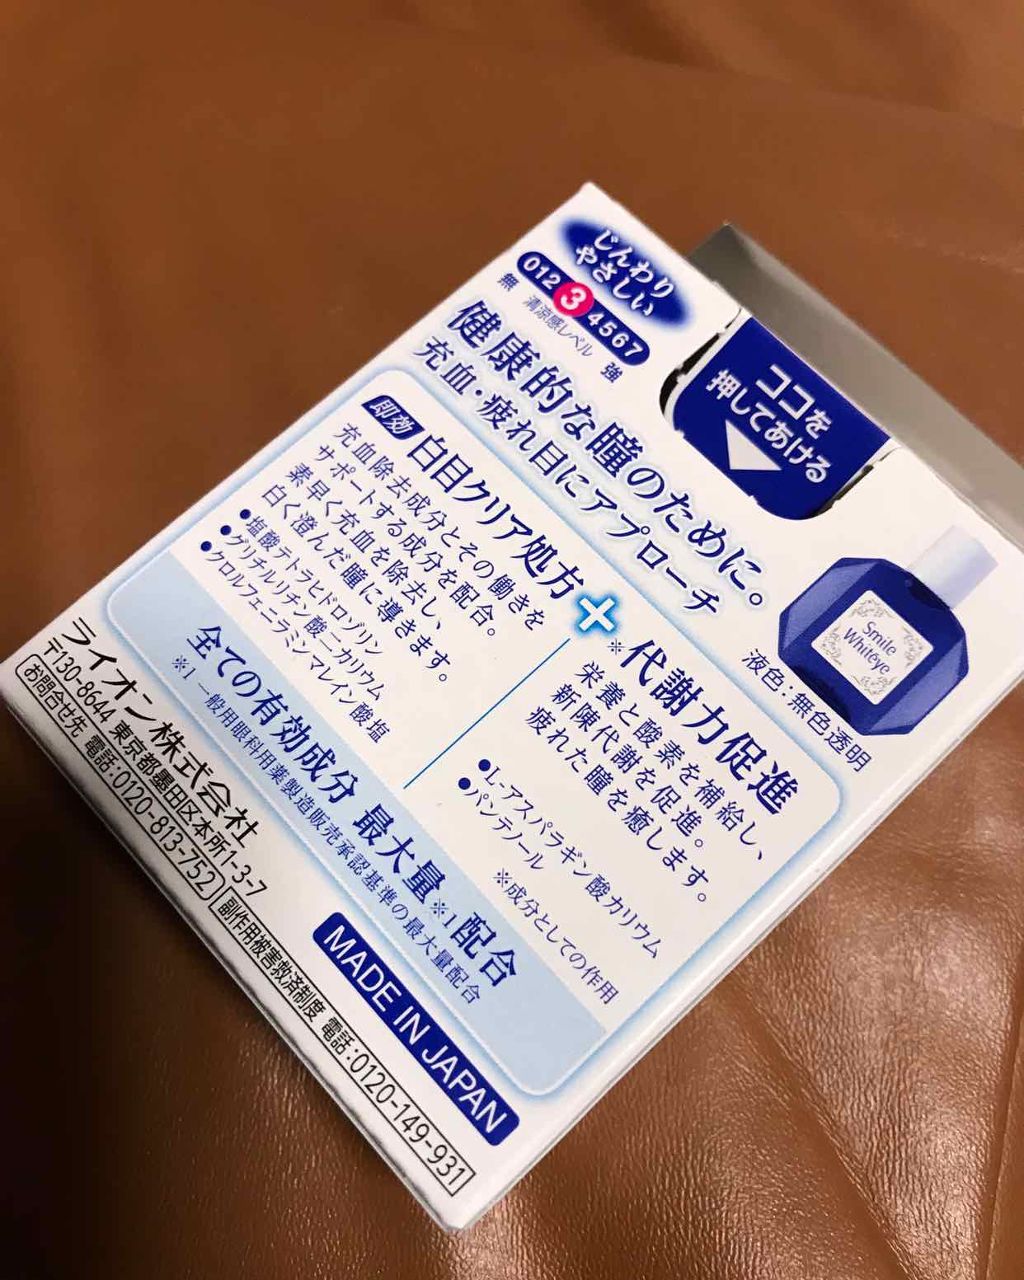 じんわり
やさしい
012 3 4567
無 清涼感レベル 強
ココを
押してあける
健康的な瞳のために。
充血・疲れ目にアプローチ
Smile
Whiteye
液色:無色透明
即効 白目クリア処方
充血除去成分とその働きを
サポートする成分を配合。
素早く充血を除去し、
白く澄んだ瞳に導きます。
●塩酸テトラヒドロゾリン
●グリチルリチン酸二カリウム
●クロルフェニラミンマレイン酸塩
+
※代謝力促進
栄養と酸素を補給し、
新陳代謝を促進。
疲れた瞳を癒します。
●L-アスパラギン酸カリウム
●パンテノール
※成分としての作用
全ての有効成分 最大量※1配合
※1 一般用眼科用薬製造販売承認基準の最大量配合
ライオン株式会社
〒130-8644 東京都墨田区本所1-3-7
お問合せ先 電話:0120-813-752 副作用被害救済制度 電話:0120-149-931
MADE IN JAPAN